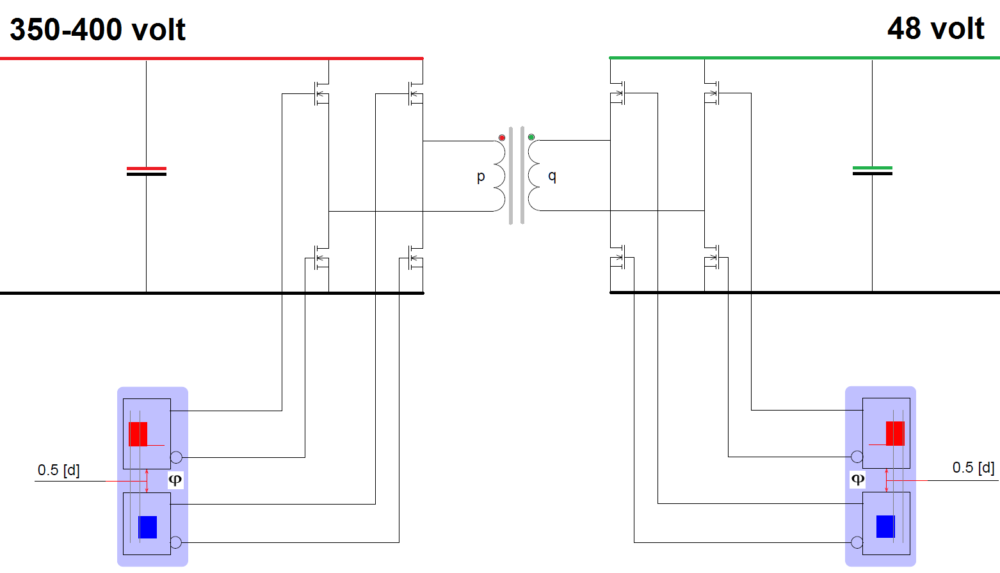 350-400 volt
48 volt
p
q
0.5 [d]
φ
φ
0.5 [d]